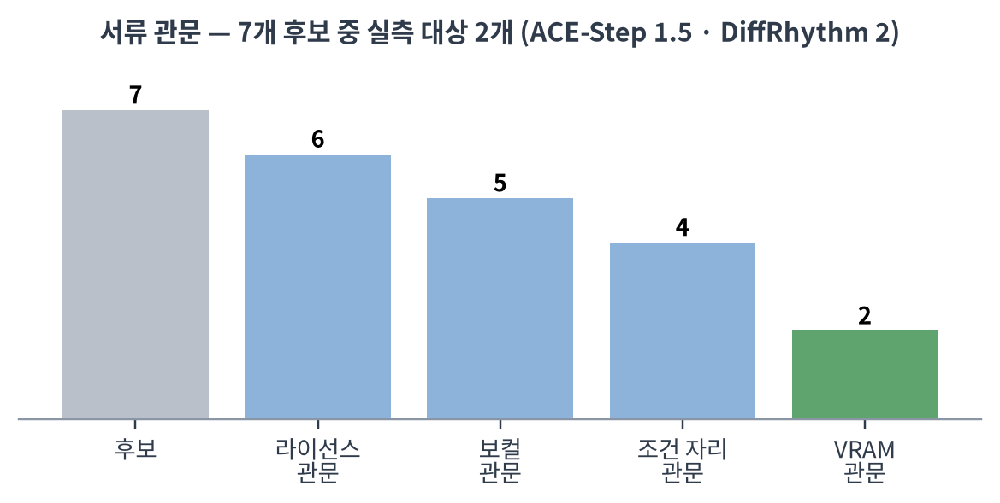 서류 관문 — 7개 후보 중 실측 대상 2개 (ACE-Step 1.5 · DiffRhythm 2)
7
6
5
4
2
후보
라이선스
관문
보컬
관문
조건 자리
관문
VRAM
관문